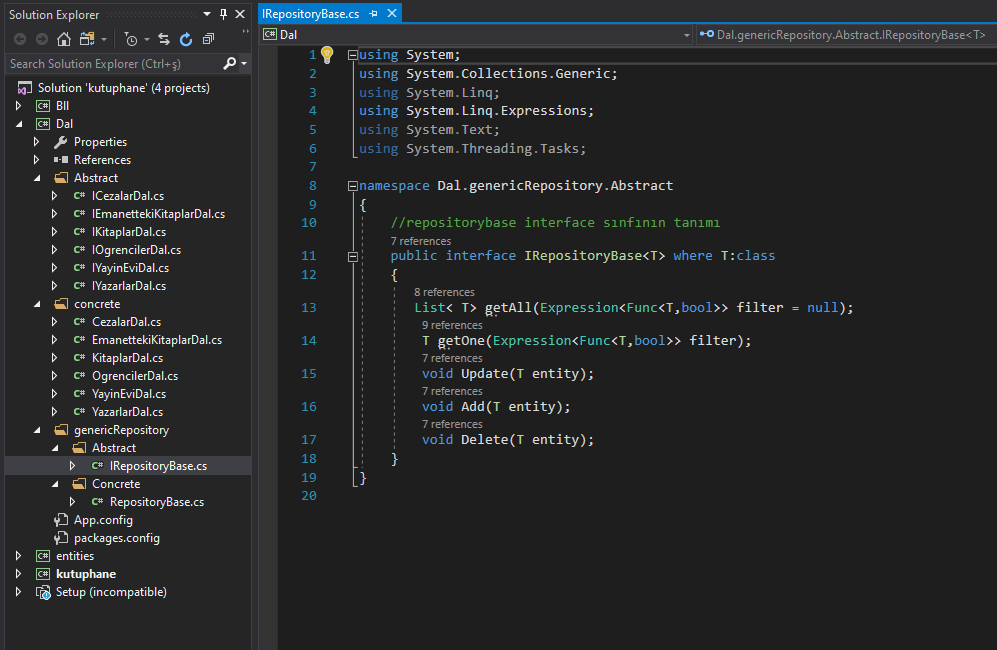 Solution Explorer
Search Solution Explorer (Ctrl+ş)
Solution 'kutuphane' (4 projects)
C# Bll
C# Dal
Properties
References
Abstract
C# ICezalarDal.cs
C# IEmanettekiKitaplarDal.cs
C# IKitaplarDal.cs
C# IOgrencilerDal.cs
C# IYayinEviDal.cs
C# IYazarlarDal.cs
concrete
C# CezalarDal.cs
C# EmanettekiKitaplarDal.cs
C# KitaplarDal.cs
C# OgrencilerDal.cs
C# YayinEviDal.cs
C# YazarlarDal.cs
genericRepository
Abstract
C# IRepositoryBase.cs
Concrete
C# RepositoryBase.cs
App.config
packages.config
C# entities
C# kutuphane
Setup (incompatible)
IRepositoryBase.cs
C# Dal
Dal.genericRepository.Abstract.IRepositoryBase<T>
1 using System;
2 using System.Collections.Generic;
3 using System.Linq;
4 using System.Linq.Expressions;
5 using System.Text;
6 using System.Threading.Tasks;
7
8 namespace Dal.genericRepository.Abstract
9 {
10 //repositorybase interface sınfının tanımı
7 references
11 public interface IRepositoryBase<T> where T:class
12 {
8 references
13 List< T> getAll(Expression<Func<T,bool>> filter = null);
9 references
14 T getOne(Expression<Func<T,bool>> filter);
7 references
15 void Update(T entity);
7 references
16 void Add(T entity);
7 references
17 void Delete(T entity);
18 }
19 }
20